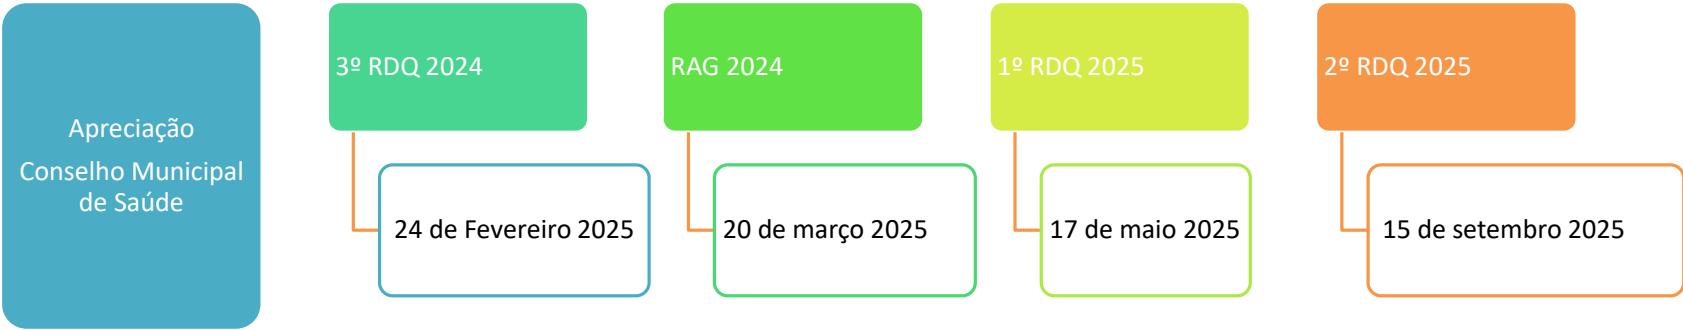 Apreciação
Conselho Municipal
de Saúde
3º RDQ 2024
24 de Fevereiro 2025
RAG 2024
20 de março 2025
1º RDQ 2025
17 de maio 2025
2º RDQ 2025
15 de setembro 2025